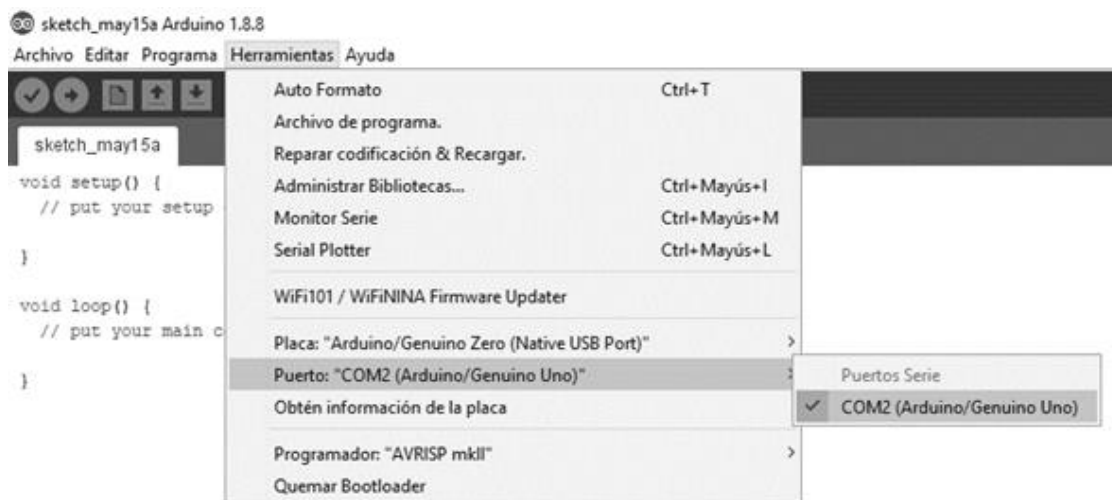 sketch_may15a Arduino 1.8.8
Archivo Editar Programa Herramientas Ayuda
Auto Formato Ctrl+T
Archivo de programa.
Reparar codificación & Recargar.
Administrar Bibliotecas... Ctrl+Mayús+I
Monitor Serie Ctrl+Mayús+M
Serial Plotter Ctrl+Mayús+L
WiFi101 / WiFiNINA Firmware Updater
Placa: "Arduino/Genuino Zero (Native USB Port)"
Puerto: "COM2 (Arduino/Genuino Uno)"
Obtén información de la placa
Programador: "AVRISP mkII"
Quemar Bootloader
Puertos Serie
COM2 (Arduino/Genuino Uno)
sketch_may15a
void setup() {
// put your setup
}
void loop() {
// put your main c
}